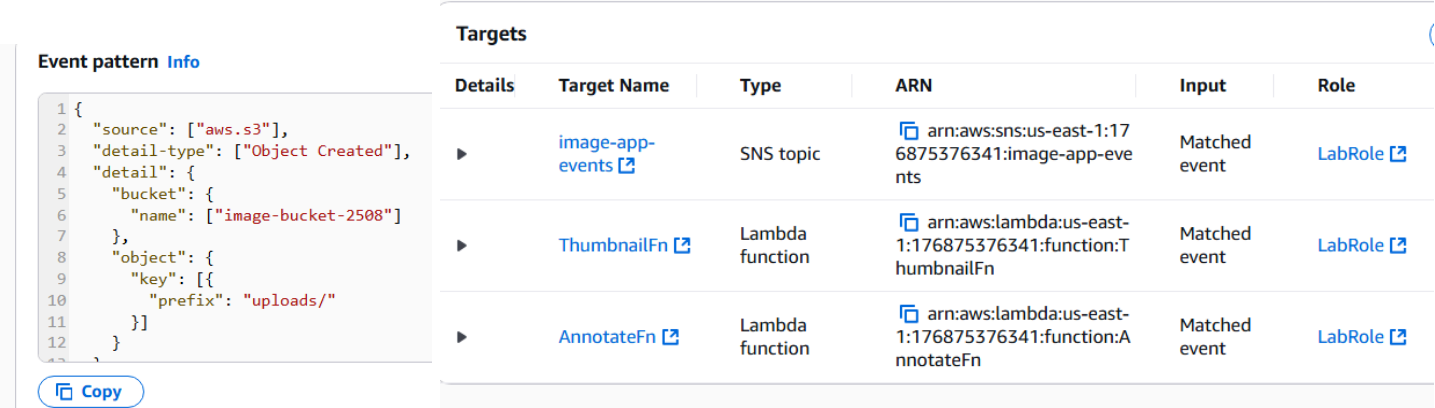 Event pattern Info
1 {
2 "source": ["aws.s3"],
3 "detail-type": ["Object Created"],
4 "detail": {
5 "bucket": {
6 "name": ["image-bucket-2508"]
7 },
8 "object": {
9 "key": [{
10 "prefix": "uploads/"
11 }]
12 }
Copy
Targets
Details Target Name Type ARN Input Role
image-app-
events
SNS topic
arn:aws:sns:us-east-1:17
6875376341:image-app-eve
nts
Matched
event
LabRole
ThumbnailFn
Lambda
function
arn:aws:lambda:us-east-
1:176875376341:function:T
humbnailFn
Matched
event
LabRole
AnnotateFn
Lambda
function
arn:aws:lambda:us-east-
1:176875376341:function:A
nnotateFn
Matched
event
LabRole